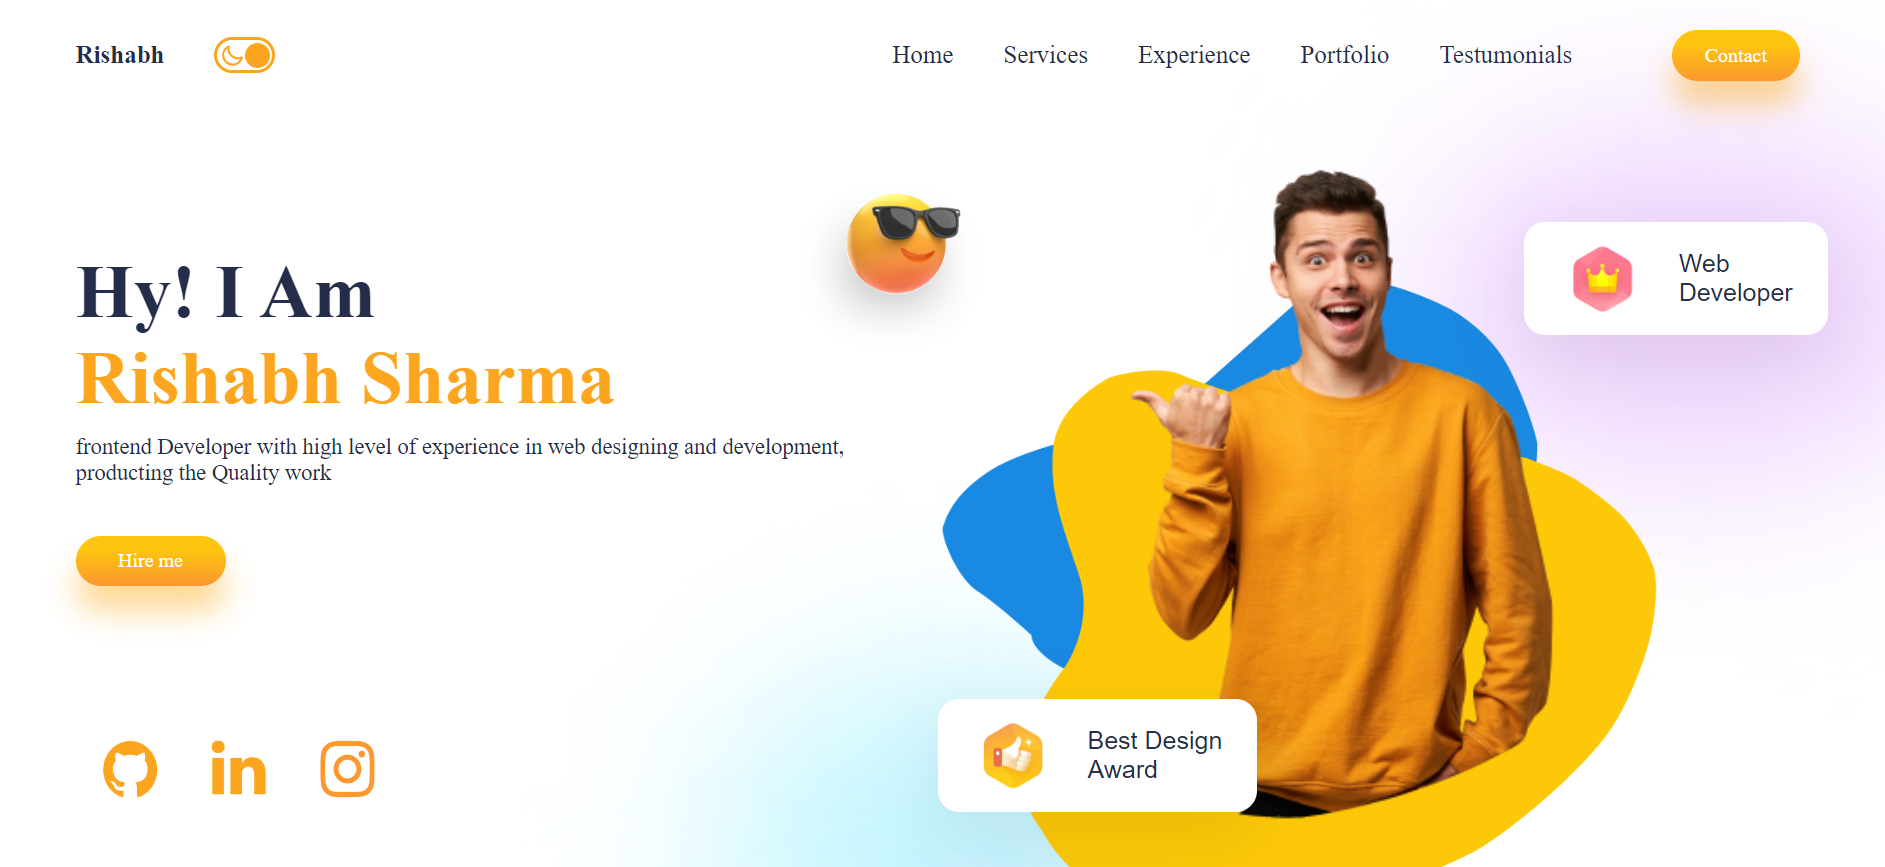 Rishabh
Home
Services
Experience
Portfolio
Testumonials
Contact
Hy! I Am
Rishabh Sharma
frontend Developer with high level of experience in web designing and development,
producting the Quality work
Hire me
Web
Developer
Best Design
Award